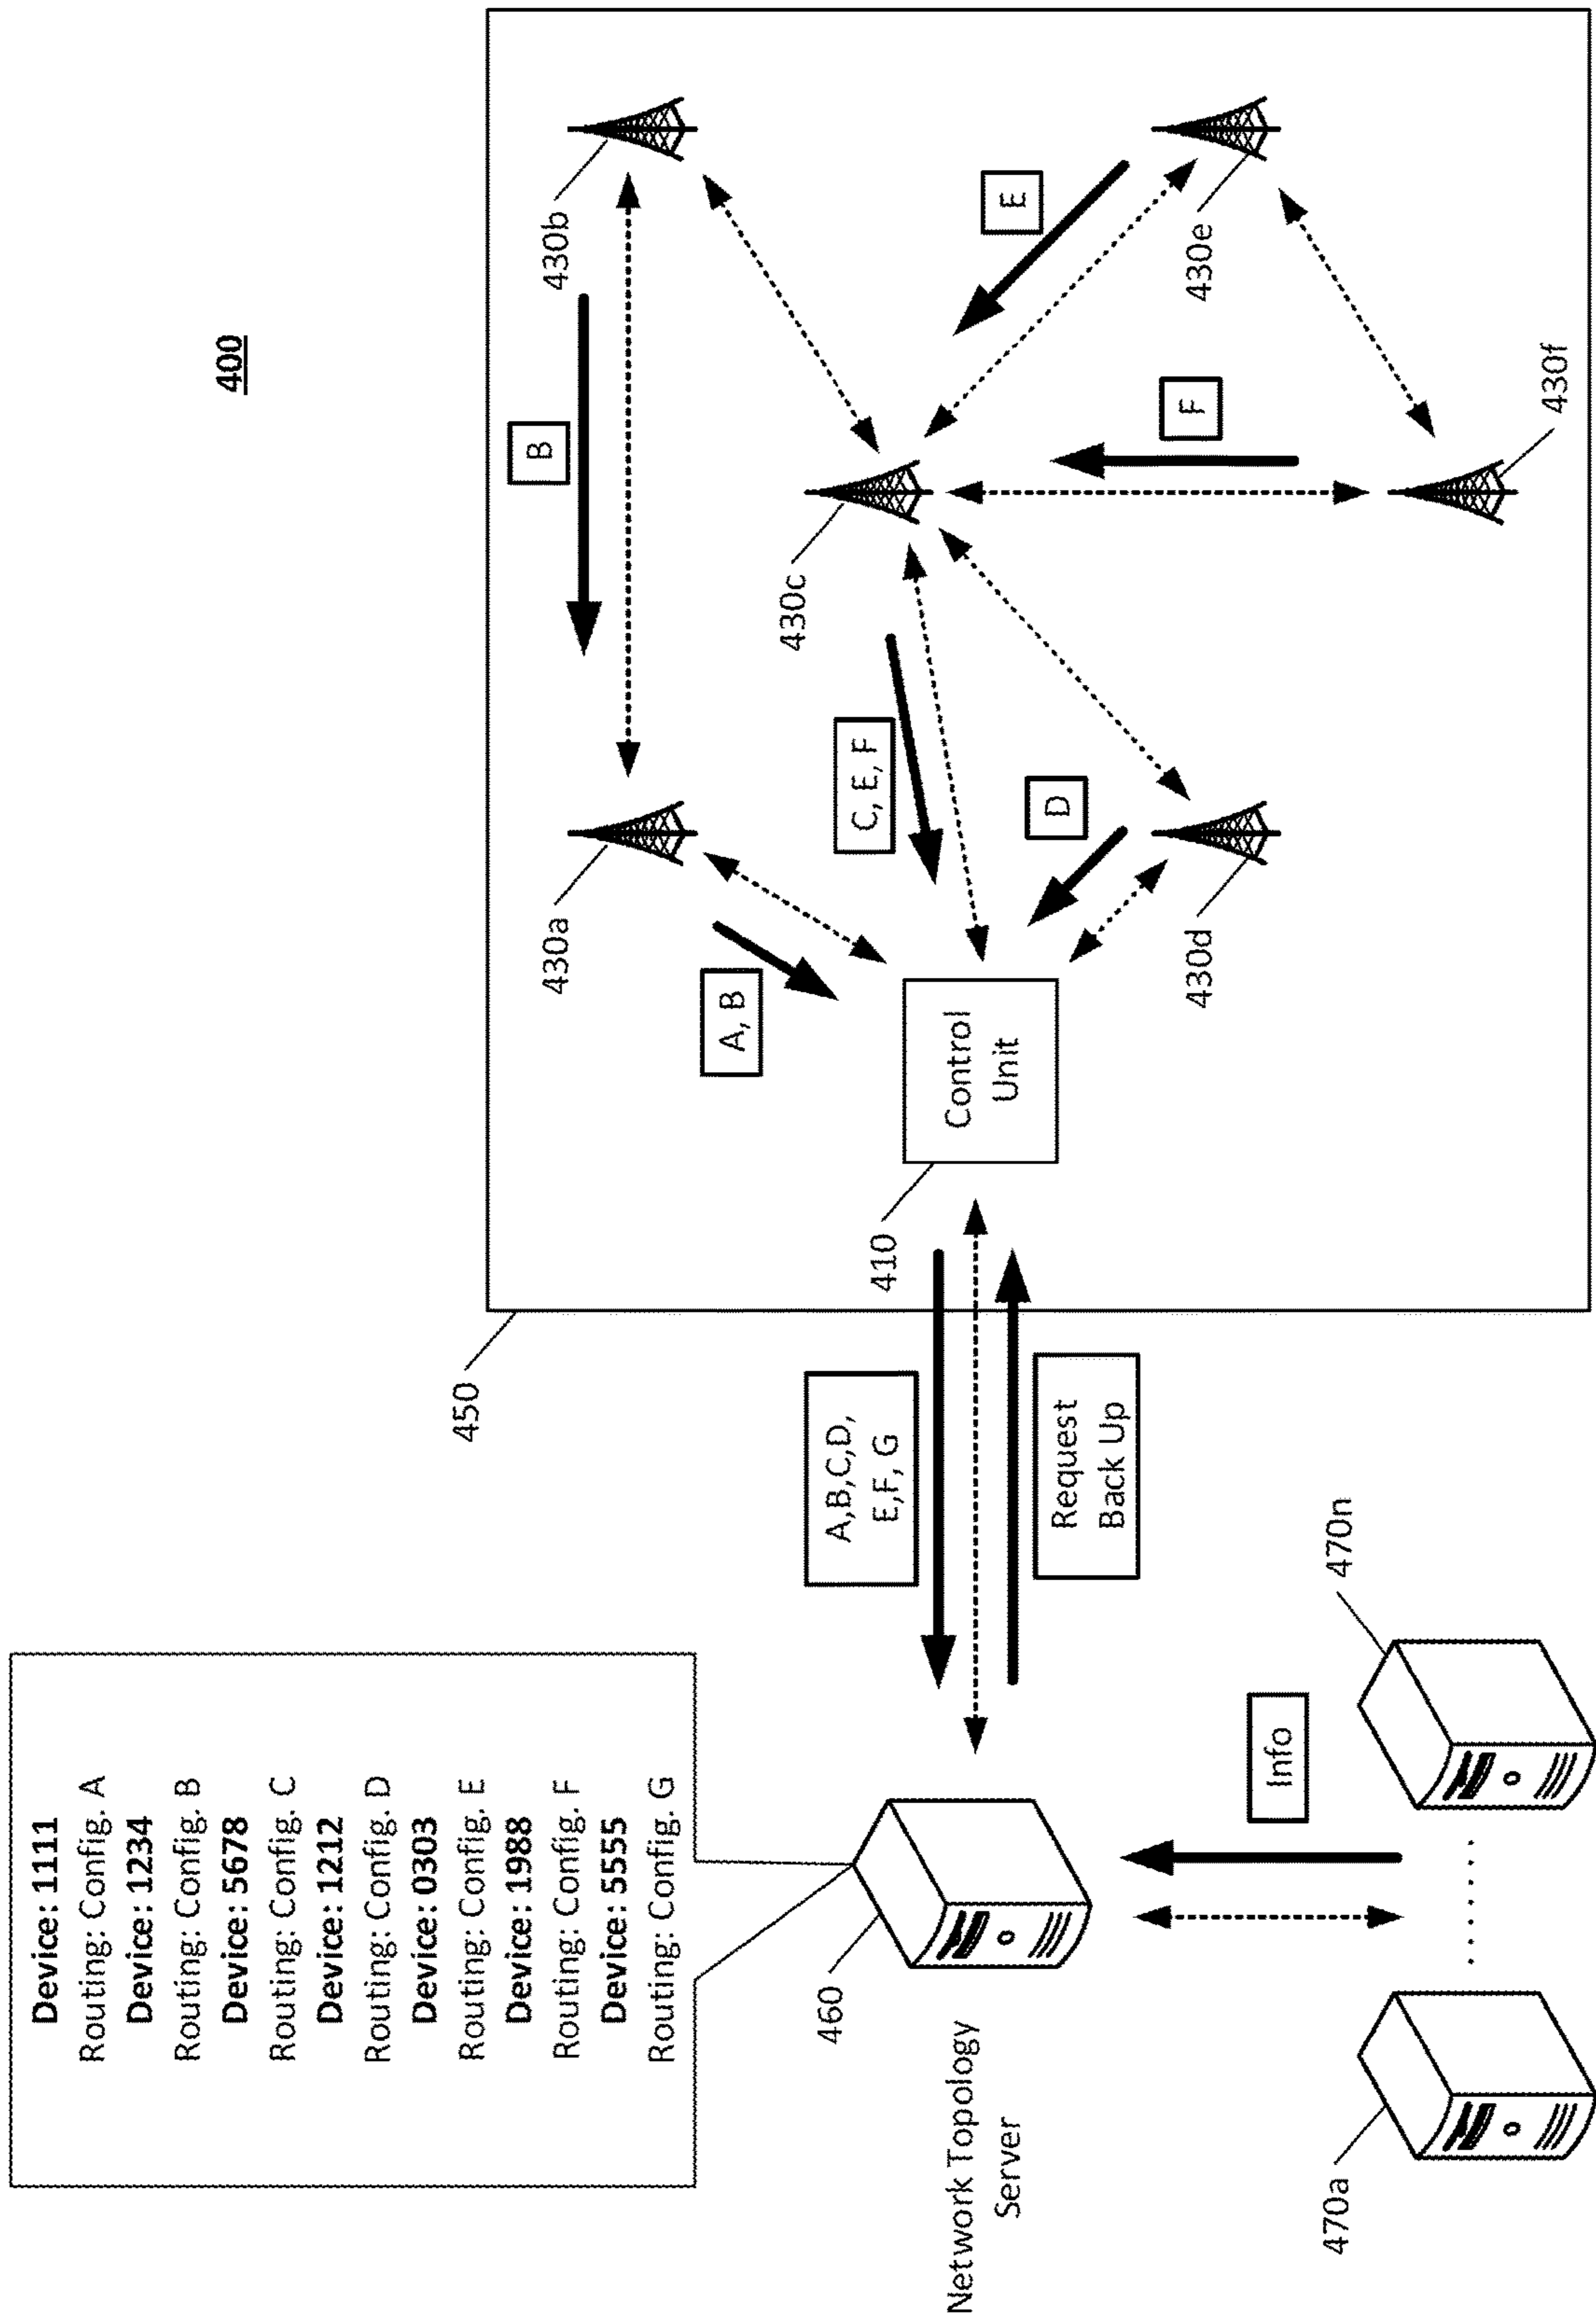 400
Device: 1111
Routing: Config. A
Device: 1234
Routing: Config. B
Device: 5678
Routing: Config. C
Device: 1212
Routing: Config. D
Device: 0303
Routing: Config. E
Device: 1988
Routing: Config. F
Device: 5555
Routing: Config. G
460
Network Topology
Server
470a
470n
Info
A,B,C,D,
E,F, G
Request
Back Up
450
410
Control
Unit
430a
A, B
B
430b
430c
C, E, F
D
430d
E
430e
F
430f